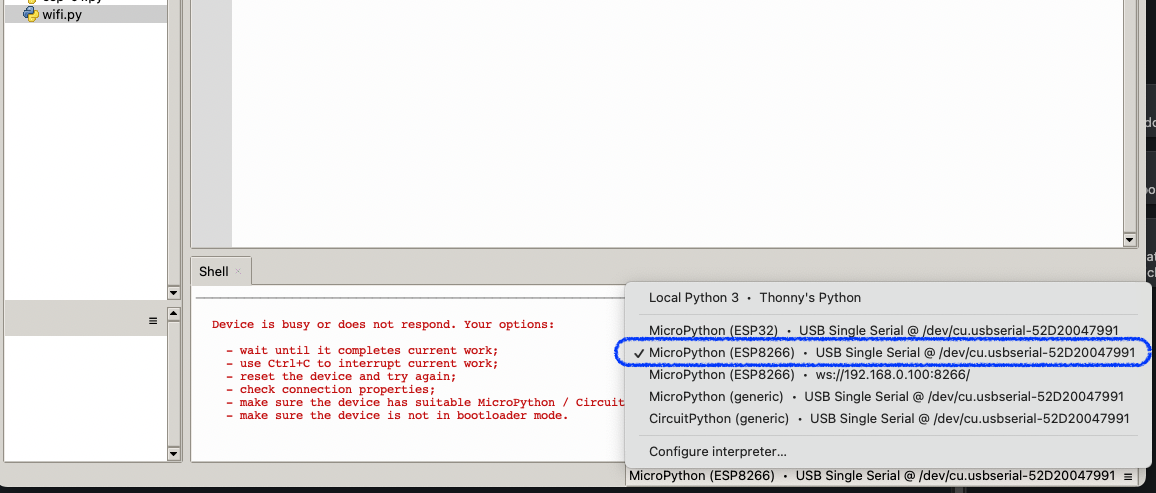 wifi.py
Shell
Device is busy or does not respond. Your options:
- wait until it completes current work;
- use Ctrl+C to interrupt current work;
- reset the device and try again;
- check connection properties;
- make sure the device has suitable MicroPython / Circuit
- make sure the device is not in bootloader mode.
Local Python 3 • Thonny's Python
MicroPython (ESP32) • USB Single Serial @ /dev/cu.usbserial-52D20047991
✓ MicroPython (ESP8266) • USB Single Serial @ /dev/cu.usbserial-52D20047991
MicroPython (ESP8266) • ws://192.168.0.100:8266/
MicroPython (generic) • USB Single Serial @ /dev/cu.usbserial-52D20047991
CircuitPython (generic) • USB Single Serial @ /dev/cu.usbserial-52D20047991
Configure interpreter...
MicroPython (ESP8266) • USB Single Serial @ /dev/cu.usbserial-52D20047991 ≡